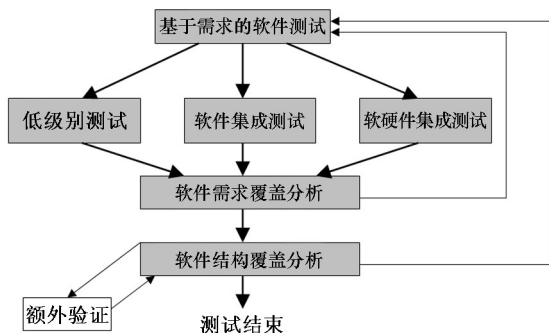 基于需求的软件测试
低级别测试
软件集成测试
软硬件集成测试
软件需求覆盖分析
软件结构覆盖分析
额外验证
测试结束